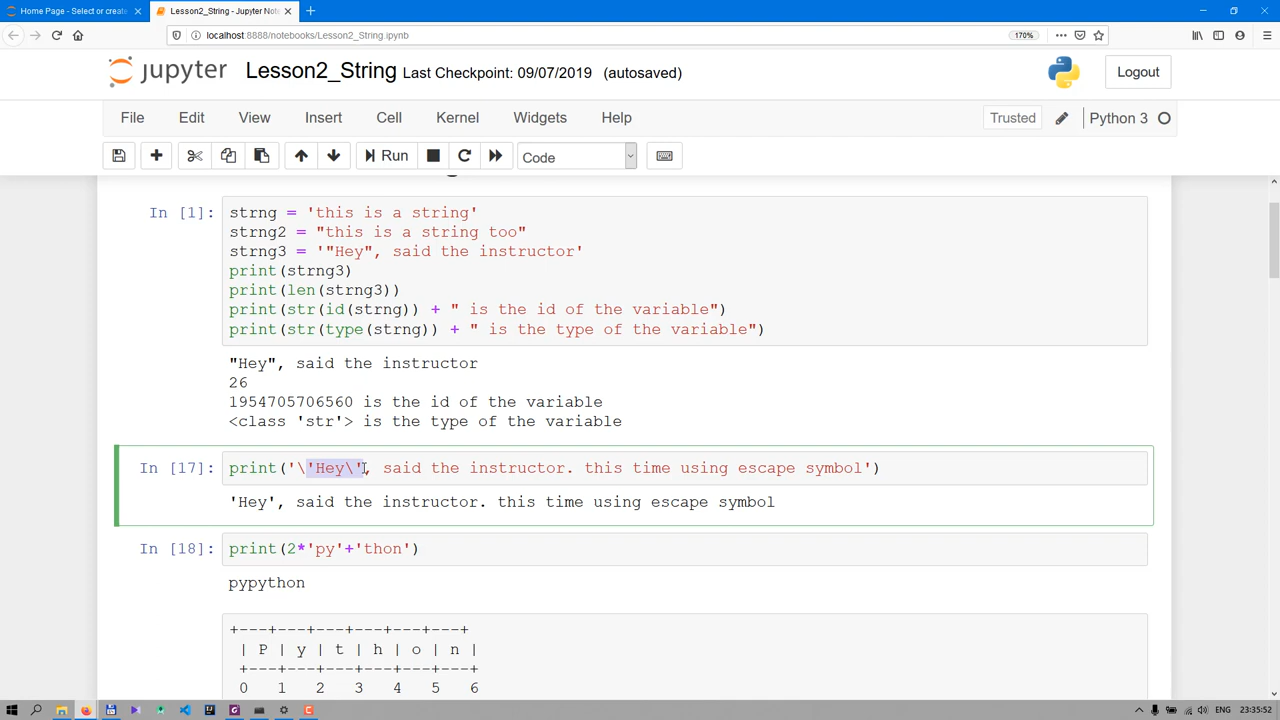 Home Page - Select or create
Lesson2_String - Jupyter Not
localhost:8888/notebooks/Lesson2_String.ipynb
170%
jupyter Lesson2_String Last Checkpoint: 09/07/2019 (autosaved)
Logout
File Edit View Insert Cell Kernel Widgets Help
Trusted
Python 3
Run
Code
In [1]:
strng = 'this is a string'
strng2 = "this is a string too"
strng3 = '"Hey", said the instructor'
print(strng3)
print(len(strng3))
print(str(id(strng)) + " is the id of the variable")
print(str(type(strng)) + " is the type of the variable")
"Hey", said the instructor
26
1954705706560 is the id of the variable
<class 'str'> is the type of the variable
In [17]:
print('\'Hey\', said the instructor. this time using escape symbol')
'Hey', said the instructor. this time using escape symbol
In [18]:
print(2*'py'+'thon')
pypython
+---+---+---+---+---+---+
| P | y | t | h | o | n |
+---+---+---+---+---+---+
0 1 2 3 4 5 6
ENG 23:35:52